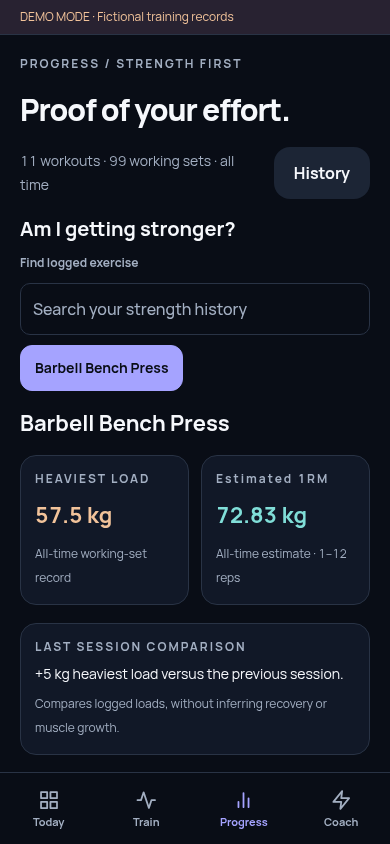 DEMO MODE · Fictional training records
PROGRESS / STRENGTH FIRST
Proof of your effort.
11 workouts · 99 working sets · all
time
History
Am I getting stronger?
Find logged exercise
Search your strength history
Barbell Bench Press
Barbell Bench Press
HEAVIEST LOAD
57.5 kg
All-time working-set
record
Estimated 1RM
72.83 kg
All-time estimate · 1–12
reps
LAST SESSION COMPARISON
+5 kg heaviest load versus the previous session.
Compares logged loads, without inferring recovery or
muscle growth.
Today
Train
Progress
Coach